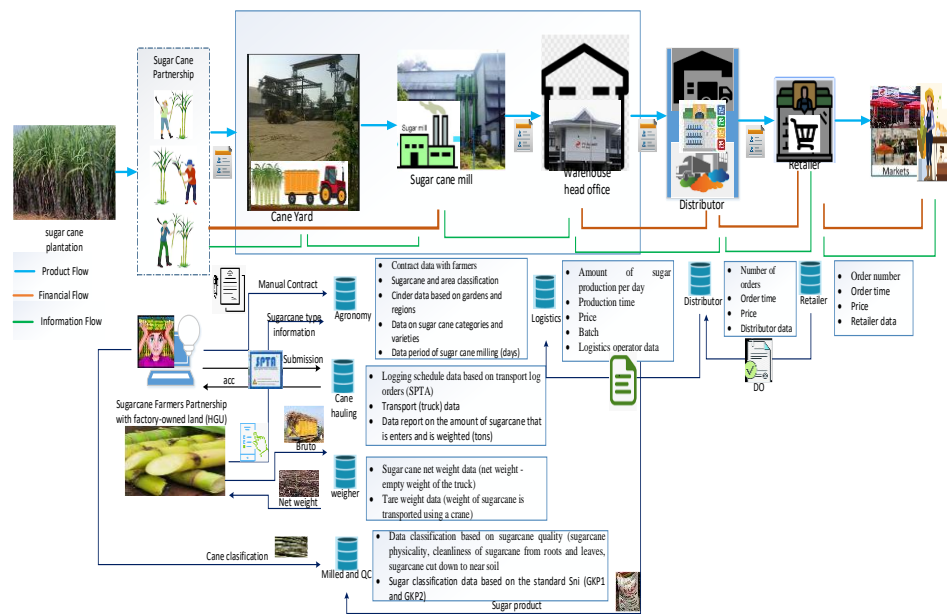 Sugar Cane
Partnership
sugar cane
plantation
Cane Yard
Sugar mill
Sugar cane mill
Warehouse
head office
Distributor
Retailer
Markets
Product Flow
Financial Flow
Information Flow
Manual Contract
Sugarcane type
information
Agronomy
• Contract data with farmers
• Sugarcane and area classification
• Cinder data based on gardens and
regions
• Data on sugar cane categories and
varieties
• Data period of sugar cane milling (days)
Logistics
• Amount of sugar
production per day
• Production time
• Price
• Batch
• Logistics operator data
Distributor
• Number of
orders
• Order time
• Price
• Distributor data
Retailer
• Order number
• Order time
• Price
• Retailer data
DO
SPTA
Submission
acc
Cane
hauling
• Logging schedule data based on transport log
orders (SPTA)
• Transport (truck) data
• Data report on the amount of sugarcane that
is enters and is weighted (tons)
Sugarcane Farmers Partnership
with factory-owned land (HGU)
Bruto
Net weight
weigher
• Sugar cane net weight data (net weight -
empty weight of the truck)
• Tare weight data (weight of sugarcane is
transported using a crane)
Cane clasification
Milled and QC
• Data classification based on sugarcane quality (sugarcane
physicality, cleanliness of sugarcane from roots and leaves,
sugarcane cut down to near soil
• Sugar classification data based on the standard Sni (GKP1
and GKP2)
Sugar product